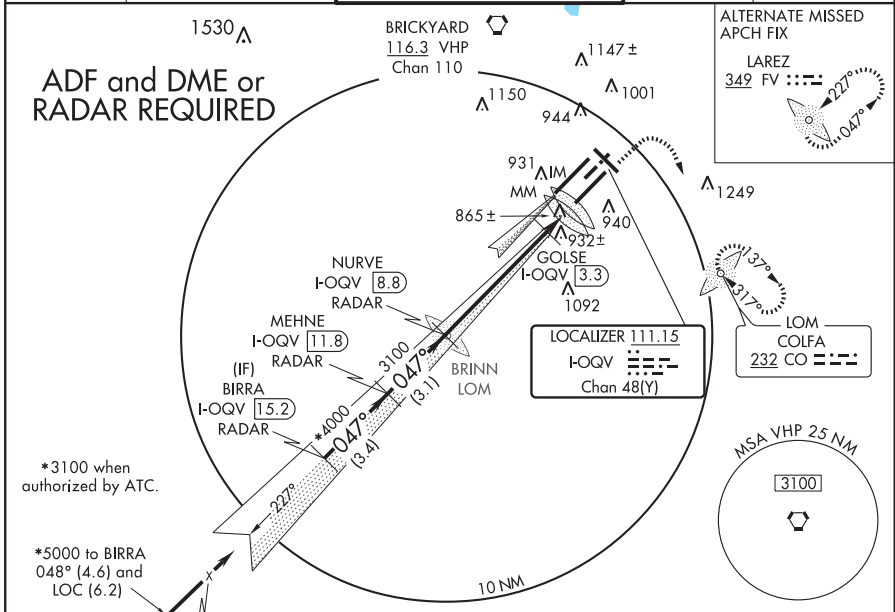 1530
BRICKYARD
116.3 VHP
Chan 110
1147 ±
1001
1150
944
ADF and DME or
RADAR REQUIRED
ALTERNATE MISSED
APCH FIX
LAREZ
349 FV
227°
047°
931
IM
MM
1249
940
865 ±
932 ±
GOLSE
I-OQV 3.3
1092
NURVE
I-OQV 8.8
RADAR
MEHNE
I-OQV 11.8
RADAR
(IF)
BIRRA
I-OQV 15.2
RADAR
3100
047°
(3.1)
BRINN
LOM
*4000
047°
(3.4)
227°
LOCALIZER 111.15
I-OQV
Chan 48(Y)
137°
317°
LOM
COLFA
232 CO
MSA VHP 25 NM
3100
*3100 when
authorized by ATC.
*5000 to BIRRA
048° (4.6) and
LOC (6.2)
10 NM